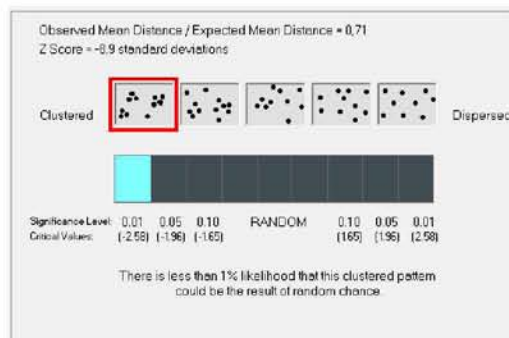 Observed Mean Distance / Expected Mean Distance = 0,71
Z Score = -6.9 standard deviations
Clustered
Dispersed
Significance Level: 0.01 0.05 0.10 RANDOM 0.10 0.05 0.01
Critical Values: (-2.58) (-1.96) (-1.65) (1.65) (1.96) (2.58)
There is less than 1% likelihood that this clustered pattern
could be the result of random chance.